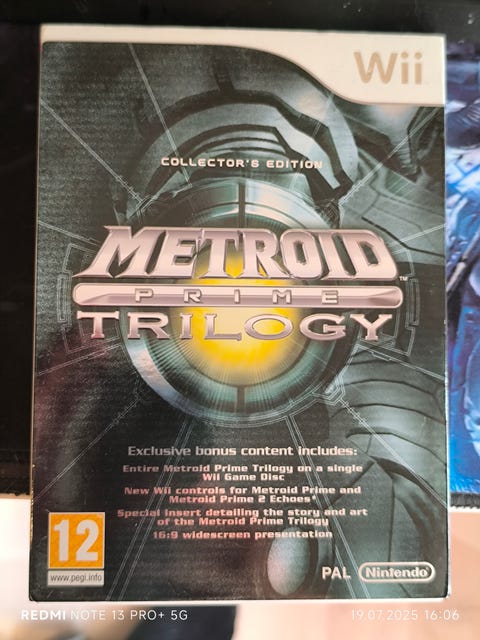 Wii
COLLECTOR'S EDITION
METROID™
PRIME
TRILOGY
Exclusive bonus content includes:
Entire Metroid Prime Trilogy on a single
Wii Game Disc
New Wii controls for Metroid Prime and
Metroid Prime 2 Echoes*
Special Insert detailing the story and art
of the Metroid Prime Trilogy
16:9 widescreen presentation
12
www.pegi.info
PAL Nintendo®
REDMI NOTE 13 PRO+ 5G
19.07.2025 16:06